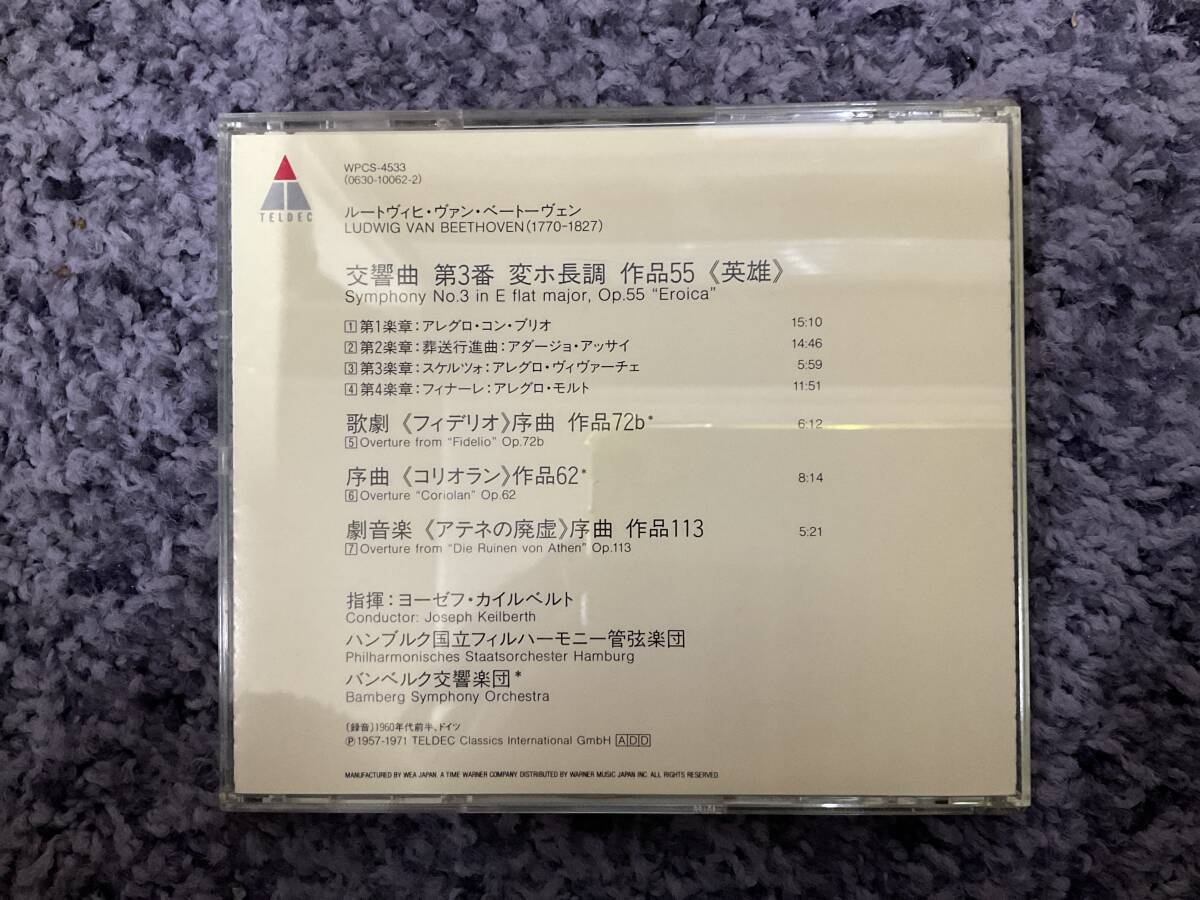 TELDEC
WPCS-4533
(0630-10062-2)
ルートヴィヒ・ヴァン・ベートーヴェン
LUDWIG VAN BEETHOVEN(1770-1827)
交響曲 第3番 変ホ長調 作品55《英雄》
Symphony No.3 in E flat major, Op.55 "Eroica"
1 第1楽章:アレグロ・コン・ブリオ 15:10
2 第2楽章:葬送行進曲:アダージョ・アッサイ 14:46
3 第3楽章:スケルツォ:アレグロ・ヴィヴァーチェ 5:59
4 第4楽章:フィナーレ:アレグロ・モルト 11:51
歌劇《フィデリオ》序曲 作品72b* 6:12
5 Overture from "Fidelio" Op.72b
序曲《コリオラン》作品62* 8:14
6 Overture "Coriolan" Op.62
劇音楽《アテネの廃虚》序曲 作品113 5:21
7 Overture from "Die Ruinen von Athen" Op.113
指揮:ヨーゼフ・カイルベルト
Conductor: Joseph Keilberth
ハンブルク国立フィルハーモニー管弦楽団
Philharmonisches Staatsorchester Hamburg
バンベルク交響楽団*
Bamberg Symphony Orchestra
(録音)1960年代前半、ドイツ
℗1957-1971 TELDEC Classics International GmbH ADD
MANUFACTURED BY WEA JAPAN. A TIME WARNER COMPANY. DISTRIBUTED BY WARNER MUSIC JAPAN INC. ALL RIGHTS RESERVED.